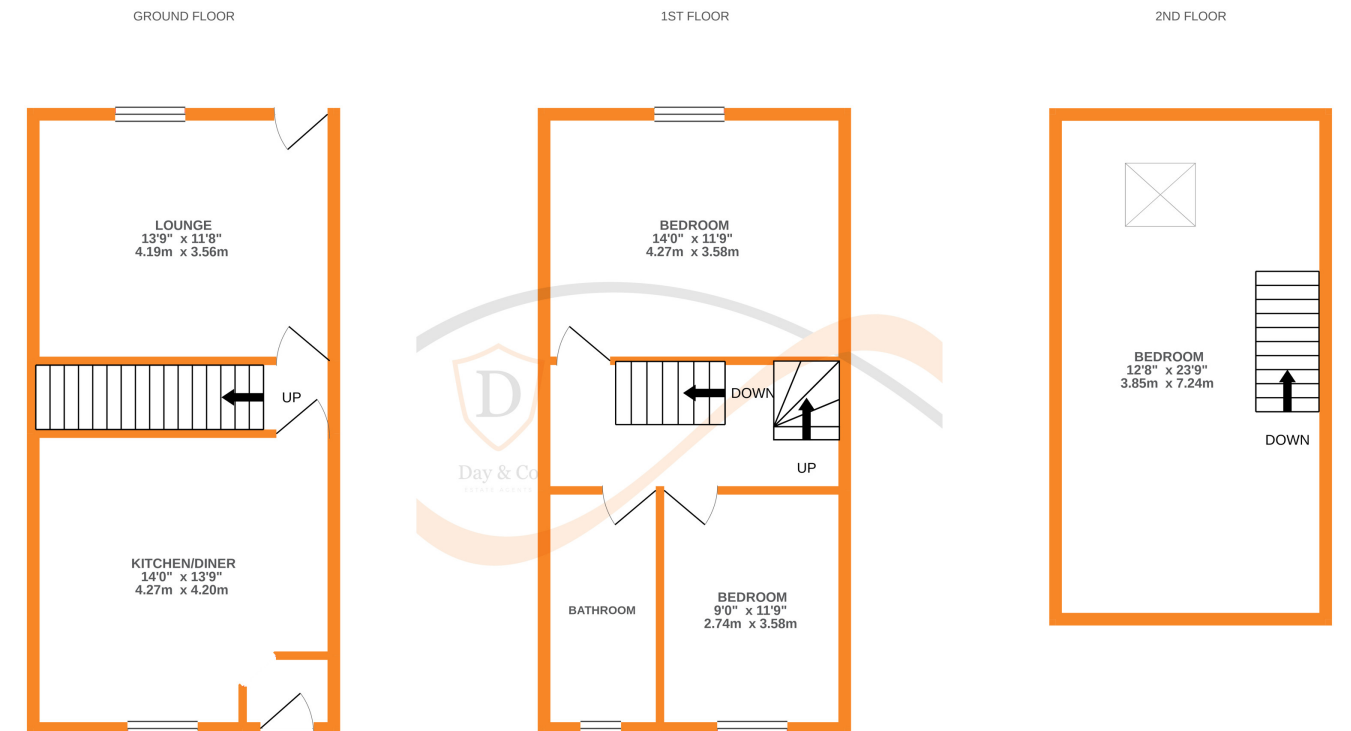 GROUND FLOOR
1ST FLOOR
2ND FLOOR
LOUNGE
13'9" x 11'8"
4.19m x 3.56m
UP
KITCHEN/DINER
14'0" x 13'9"
4.27m x 4.20m
BEDROOM
14'0" x 11'9"
4.27m x 3.58m
DOWN
UP
D
Day & Co
BATHROOM
BEDROOM
9'0" x 11'9"
2.74m x 3.58m
BEDROOM
12'8" x 23'9"
3.85m x 7.24m
DOWN